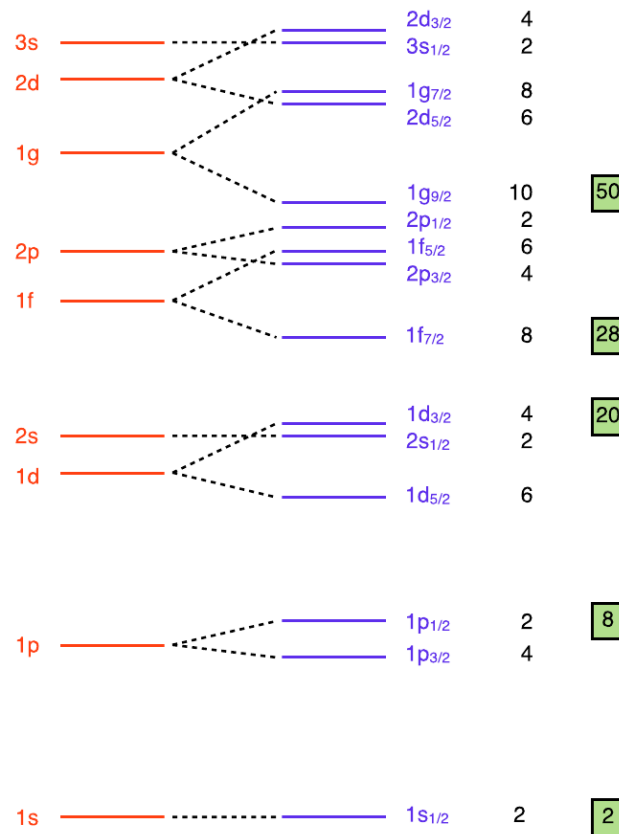 2d3/2 4
3s 3s1/2 2
2d
1g7/2 8
2d5/2 6
1g
1g9/2 10 50
2p1/2 2
2p 1f5/2 6
2p3/2 4
1f
1f7/2 8 28
1d3/2 4 20
2s 2s1/2 2
1d
1d5/2 6
1p1/2 2 8
1p 1p3/2 4
1s 1s1/2 2 2